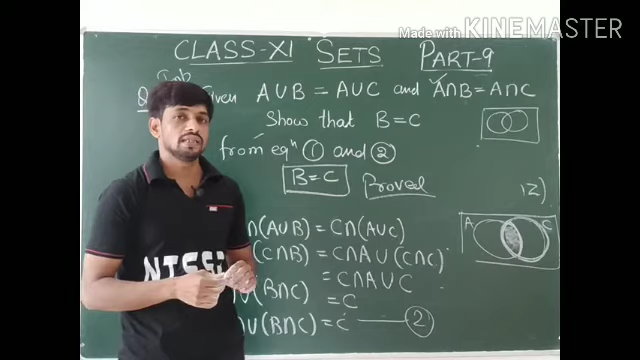 Made with KINEMASTER
CLASS-XI SETS PART-9
Given A∪B = A∪C and A∩B = A∩C
Show that B = C
from eqⁿ ① and ②
B=C Proved
12)
∩(A∪B) = C∩(A∪C)
A C
(C∩B) = C∩A∪(C∩C)
= C∩A∪C
∪(B∩C) = C
∪(B∩C) = C — ②
NTSS